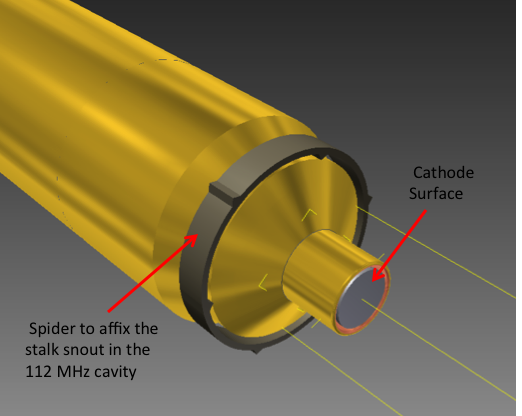 Cathode
Surface
Spider to affix the
stalk snout in the
112 MHz cavity